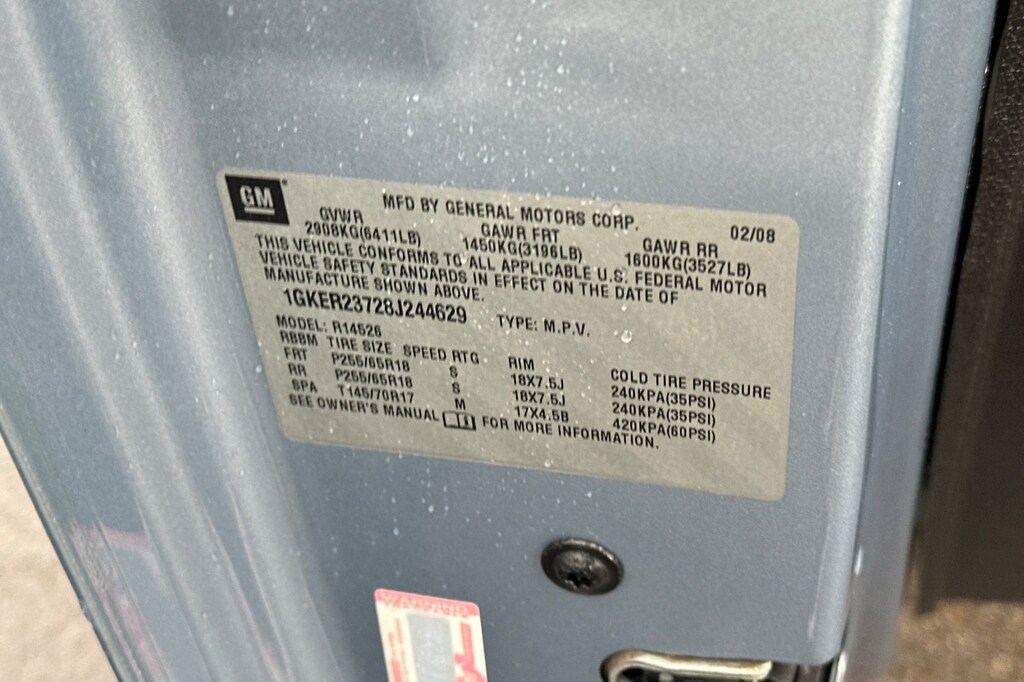 GM
MFD BY GENERAL MOTORS CORP. 02/08
GVWR GAWR FRT GAWR RR
2908KG(6411LB) 1450KG(3196LB) 1600KG(3527LB)
THIS VEHICLE CONFORMS TO ALL APPLICABLE U.S. FEDERAL MOTOR
VEHICLE SAFETY STANDARDS IN EFFECT ON THE DATE OF
MANUFACTURE SHOWN ABOVE.
1GKER23728J244629 TYPE: M.P.V.
MODEL: R14526
RBBM TIRE SIZE SPEED RTG RIM COLD TIRE PRESSURE
FRT P255/65R18 S 18X7.5J 240KPA(35PSI)
RR P255/65R18 S 18X7.5J 240KPA(35PSI)
SPA T145/70R17 M 17X4.5B 420KPA(60PSI)
SEE OWNER'S MANUAL FOR MORE INFORMATION.
WARNING